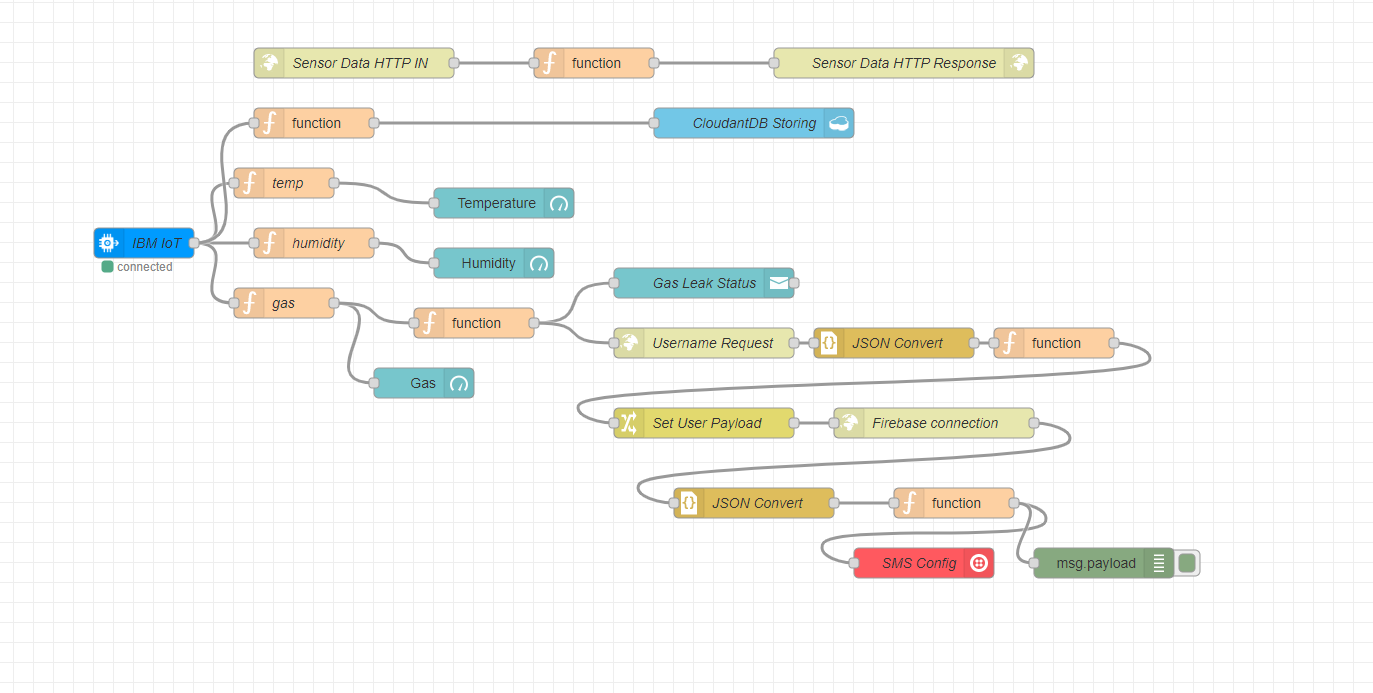 Sensor Data HTTP IN
function
Sensor Data HTTP Response
function
CloudantDB Storing
temp
Temperature
IBM IoT
connected
humidity
Humidity
gas
function
Gas Leak Status
Username Request
JSON Convert
function
Gas
Set User Payload
Firebase connection
JSON Convert
function
SMS Config
msg.payload